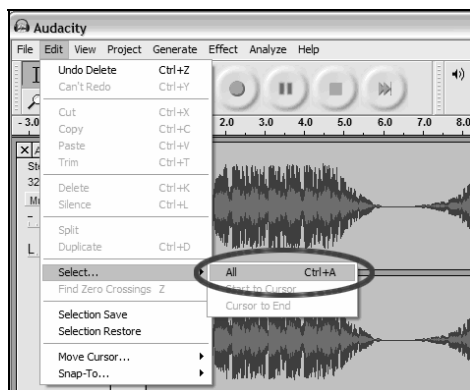 Audacity
File Edit View Project Generate Effect Analyze Help
Undo Delete Ctrl+Z
Can't Redo Ctrl+Y
- 3.0 2.0 3.0 4.0 5.0 6.0 7.0 8.0
Cut Ctrl+X
Copy Ctrl+C
Paste Ctrl+V
Trim Ctrl+T
Delete Ctrl+K
Silence Ctrl+L
Split
Duplicate Ctrl+D
Select...
All Ctrl+A
Start to Cursor
Cursor to End
Find Zero Crossings Z
Selection Save
Selection Restore
Move Cursor...
Snap-To...
X
32
L